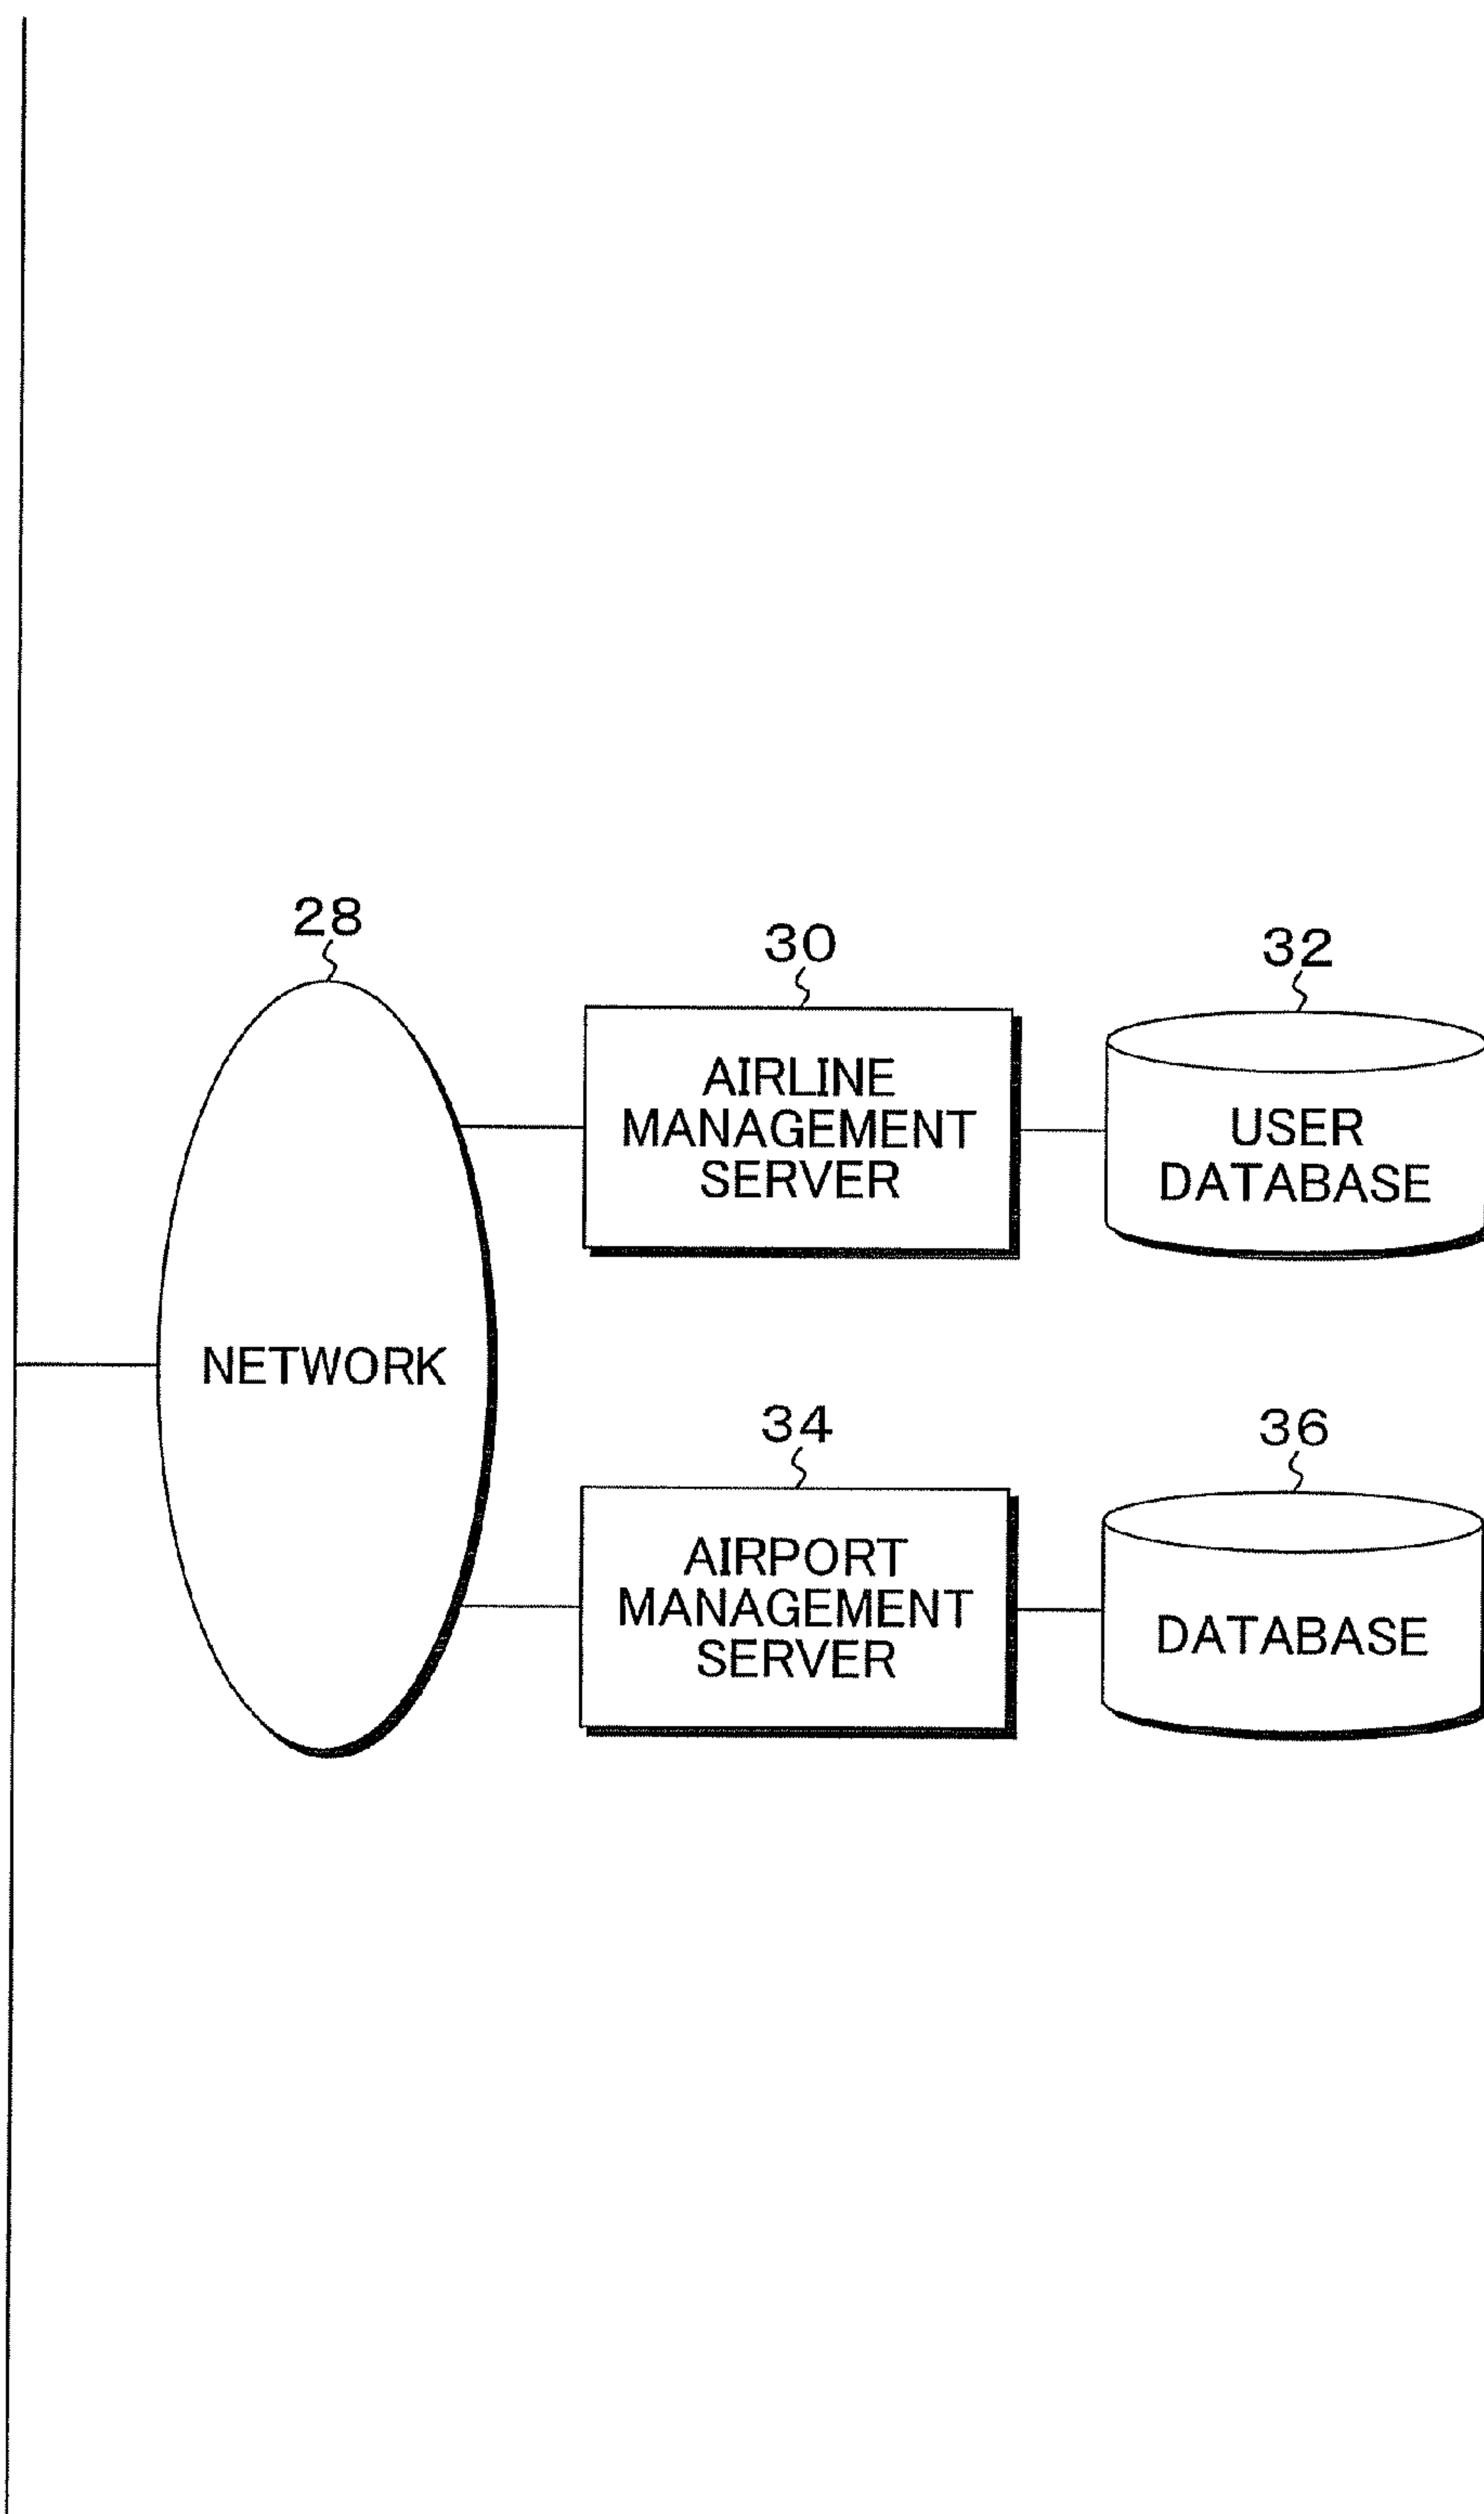 28
NETWORK
30
AIRLINE
MANAGEMENT
SERVER
32
USER
DATABASE
34
AIRPORT
MANAGEMENT
SERVER
36
DATABASE